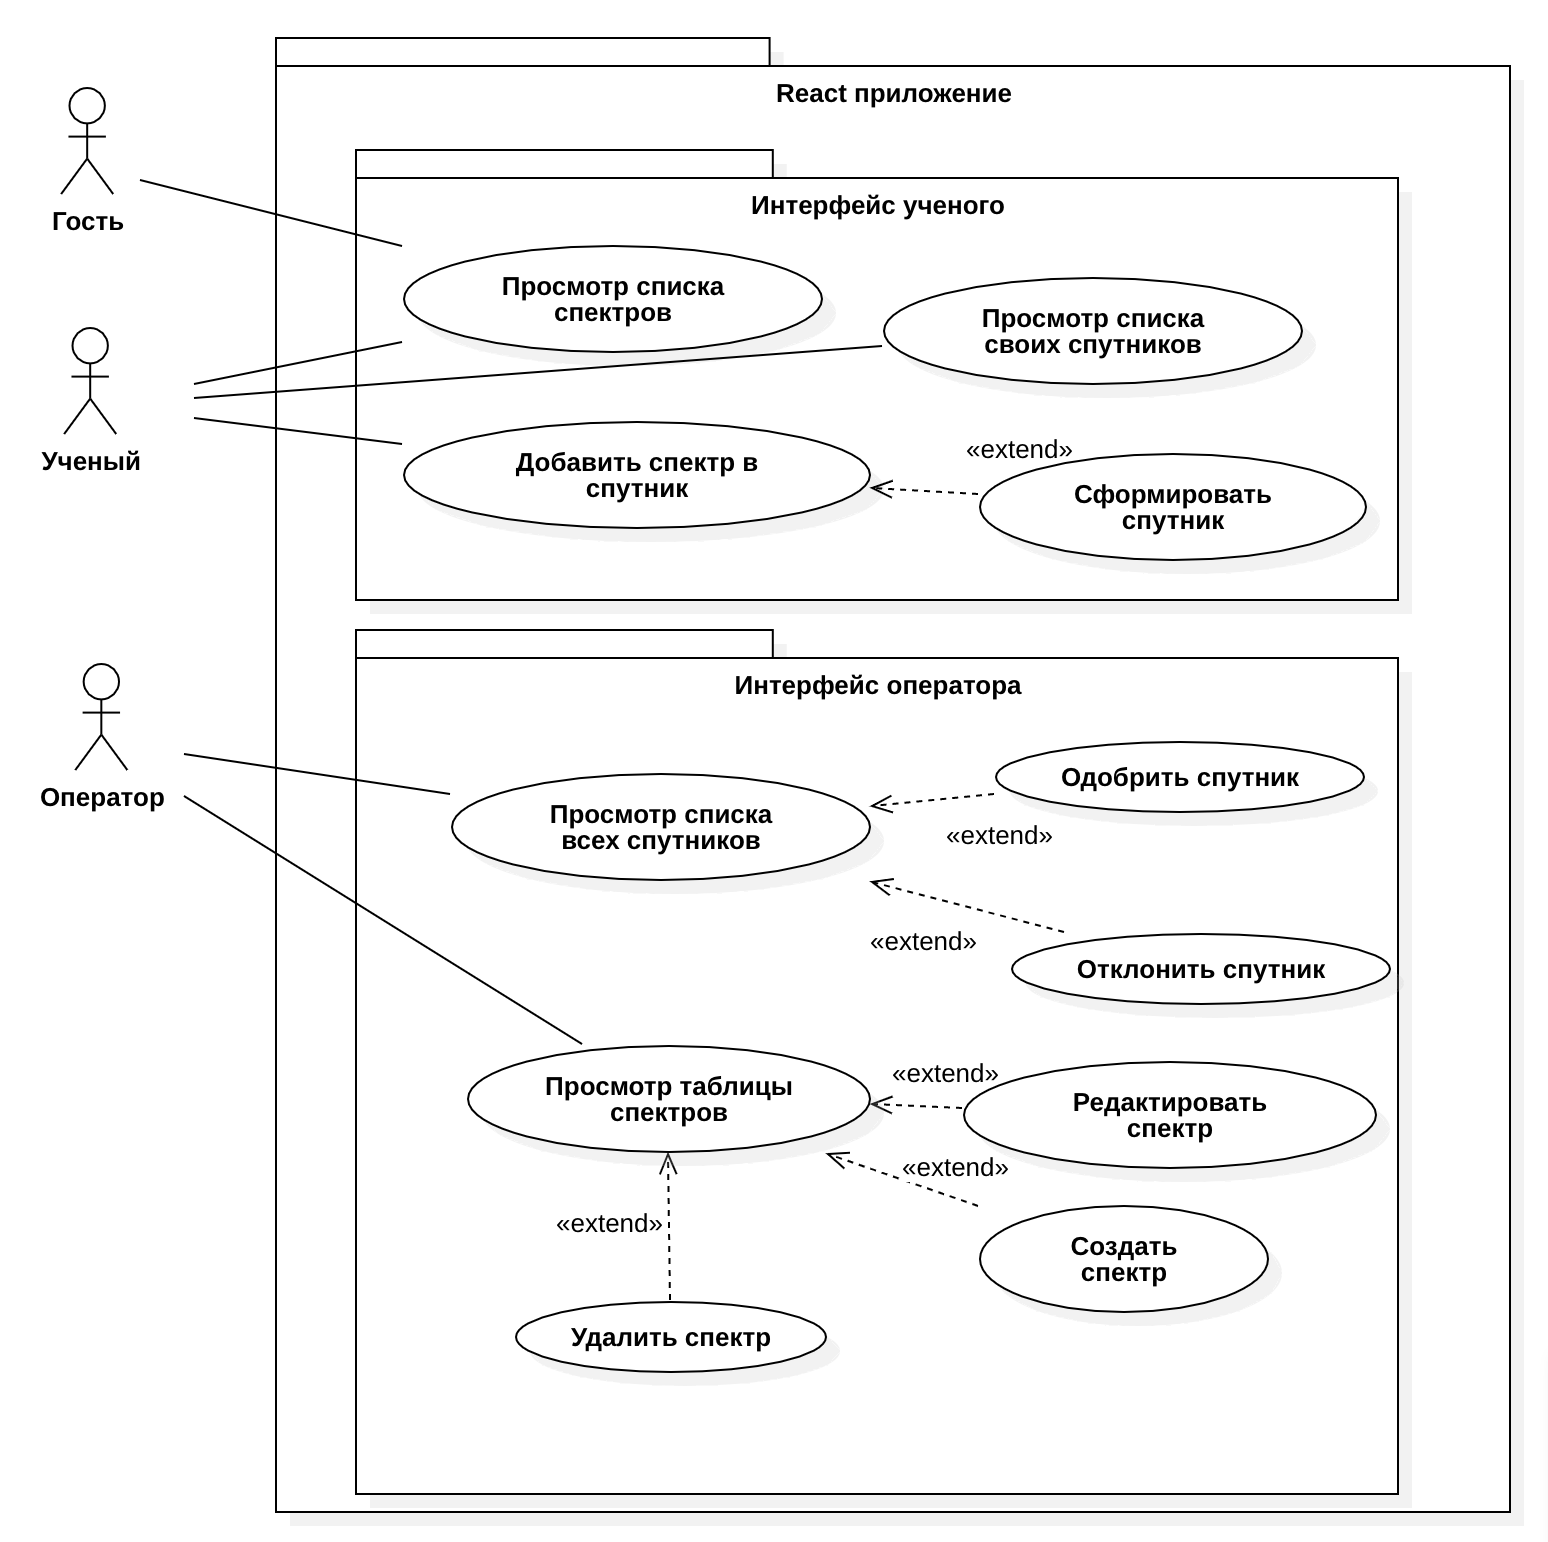 React приложение
Гость
Интерфейс ученого
Просмотр списка
спектров
Просмотр списка
своих спутников
Ученый
Добавить спектр в
спутник
«extend»
Сформировать
спутник
Интерфейс оператора
Оператор
Просмотр списка
всех спутников
Одобрить спутник
«extend»
«extend»
Отклонить спутник
Просмотр таблицы
спектров
«extend»
Редактировать
спектр
«extend»
«extend»
Создать
спектр
Удалить спектр